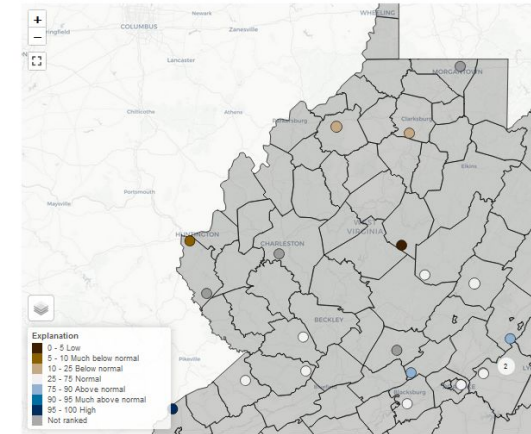 +
Newark
WHEELING
COLUMBUS
Zanesville
−
Lancaster
MORGANTOWN
Chillicothe
Athens
Parkersburg
Clarksburg
Elkins
Portsmouth
Maysville
WEST
VIRGINIA
HUNTINGTON
CHARLESTON
BECKLEY
2
Explanation
0 - 5 Low
5 - 10 Much below normal
10 - 25 Below normal
25 - 75 Normal
75 - 90 Above normal
90 - 95 Much above normal
95 - 100 High
Not ranked
Pikeville
Blacksburg